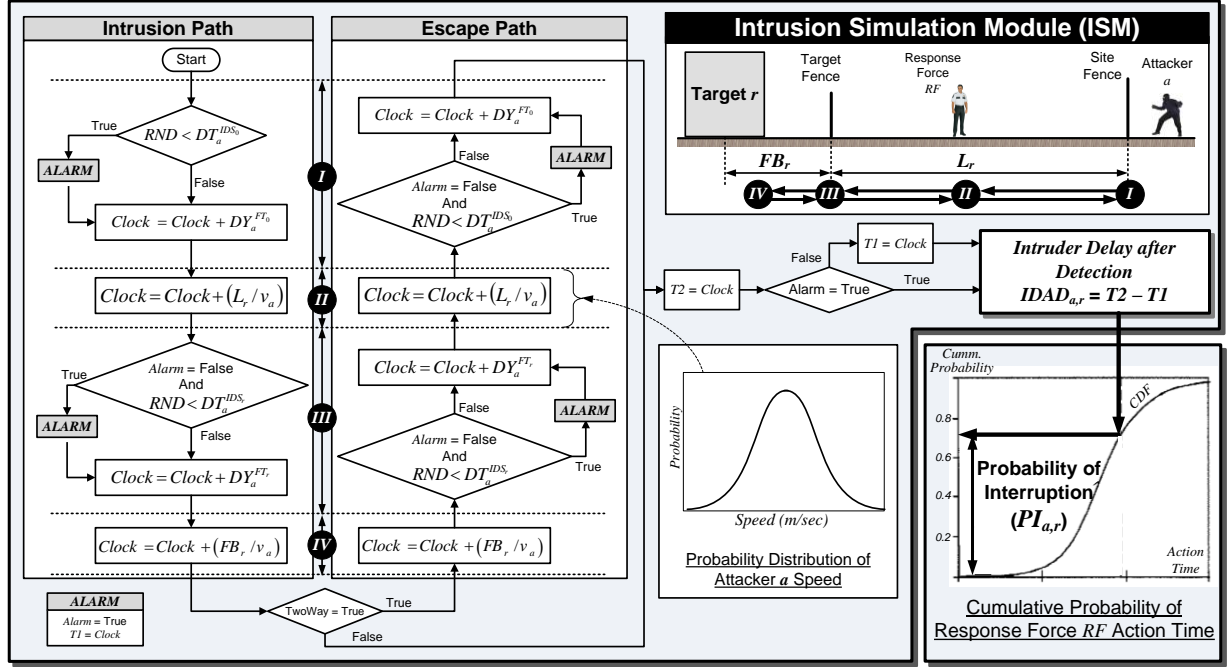 Intrusion Path
Start
RND < DT_a^{IDS_0}
True
ALARM
False
Clock = Clock + DY_a^{FT_0}
Clock = Clock + (L_r / v_a)
Alarm = False
And
RND < DT_a^{IDS_r}
True
ALARM
False
Clock = Clock + DY_a^{FT_r}
Clock = Clock + (FB_r / v_a)
ALARM
Alarm = True
T1 = Clock
I
II
III
IV
TwoWay = True
True
False
Escape Path
Clock = Clock + DY_a^{FT_0}
False
ALARM
Alarm = False
And
RND < DT_a^{IDS_0}
True
Clock = Clock + (L_r / v_a)
Clock = Clock + DY_a^{FT_r}
False
ALARM
Alarm = False
And
RND < DT_a^{IDS_r}
True
Clock = Clock + (FB_r / v_a)
Intrusion Simulation Module (ISM)
Target r
Target
Fence
Response
Force
RF
Site
Fence
Attacker
a
FB_r
L_r
IV
III
II
I
T2 = Clock
Alarm = True
False
True
T1 = Clock
Intruder Delay after
Detection
IDAD_{a,r} = T2 – T1
Probability
Speed (m/sec)
Probability Distribution of
Attacker a Speed
Cumm.
Probability
CDF
0.8
0.6
0.4
0.2
Probability of
Interruption
(PI_{a,r})
Action
Time
Cumulative Probability of
Response Force RF Action Time